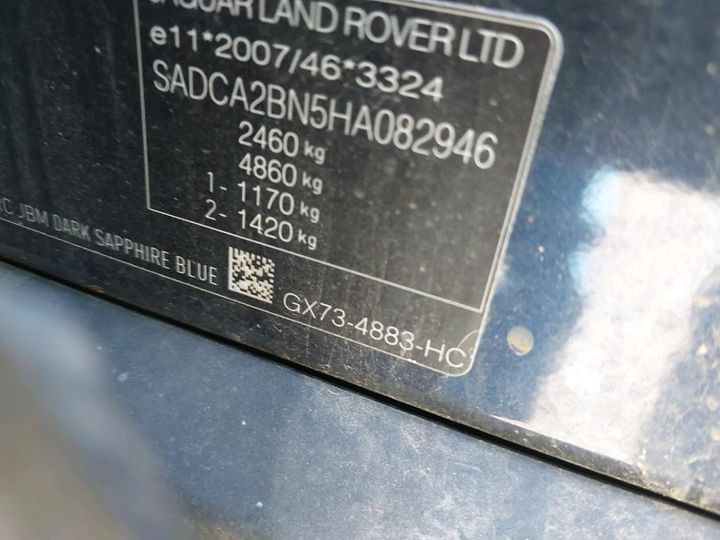 JAGUAR LAND ROVER LTD
e11*2007/46*3324
SADCA2BN5HA082946
2460 kg
4860 kg
1- 1170 kg
2- 1420 kg
JBM DARK SAPPHIRE BLUE
GX73-4883-HC